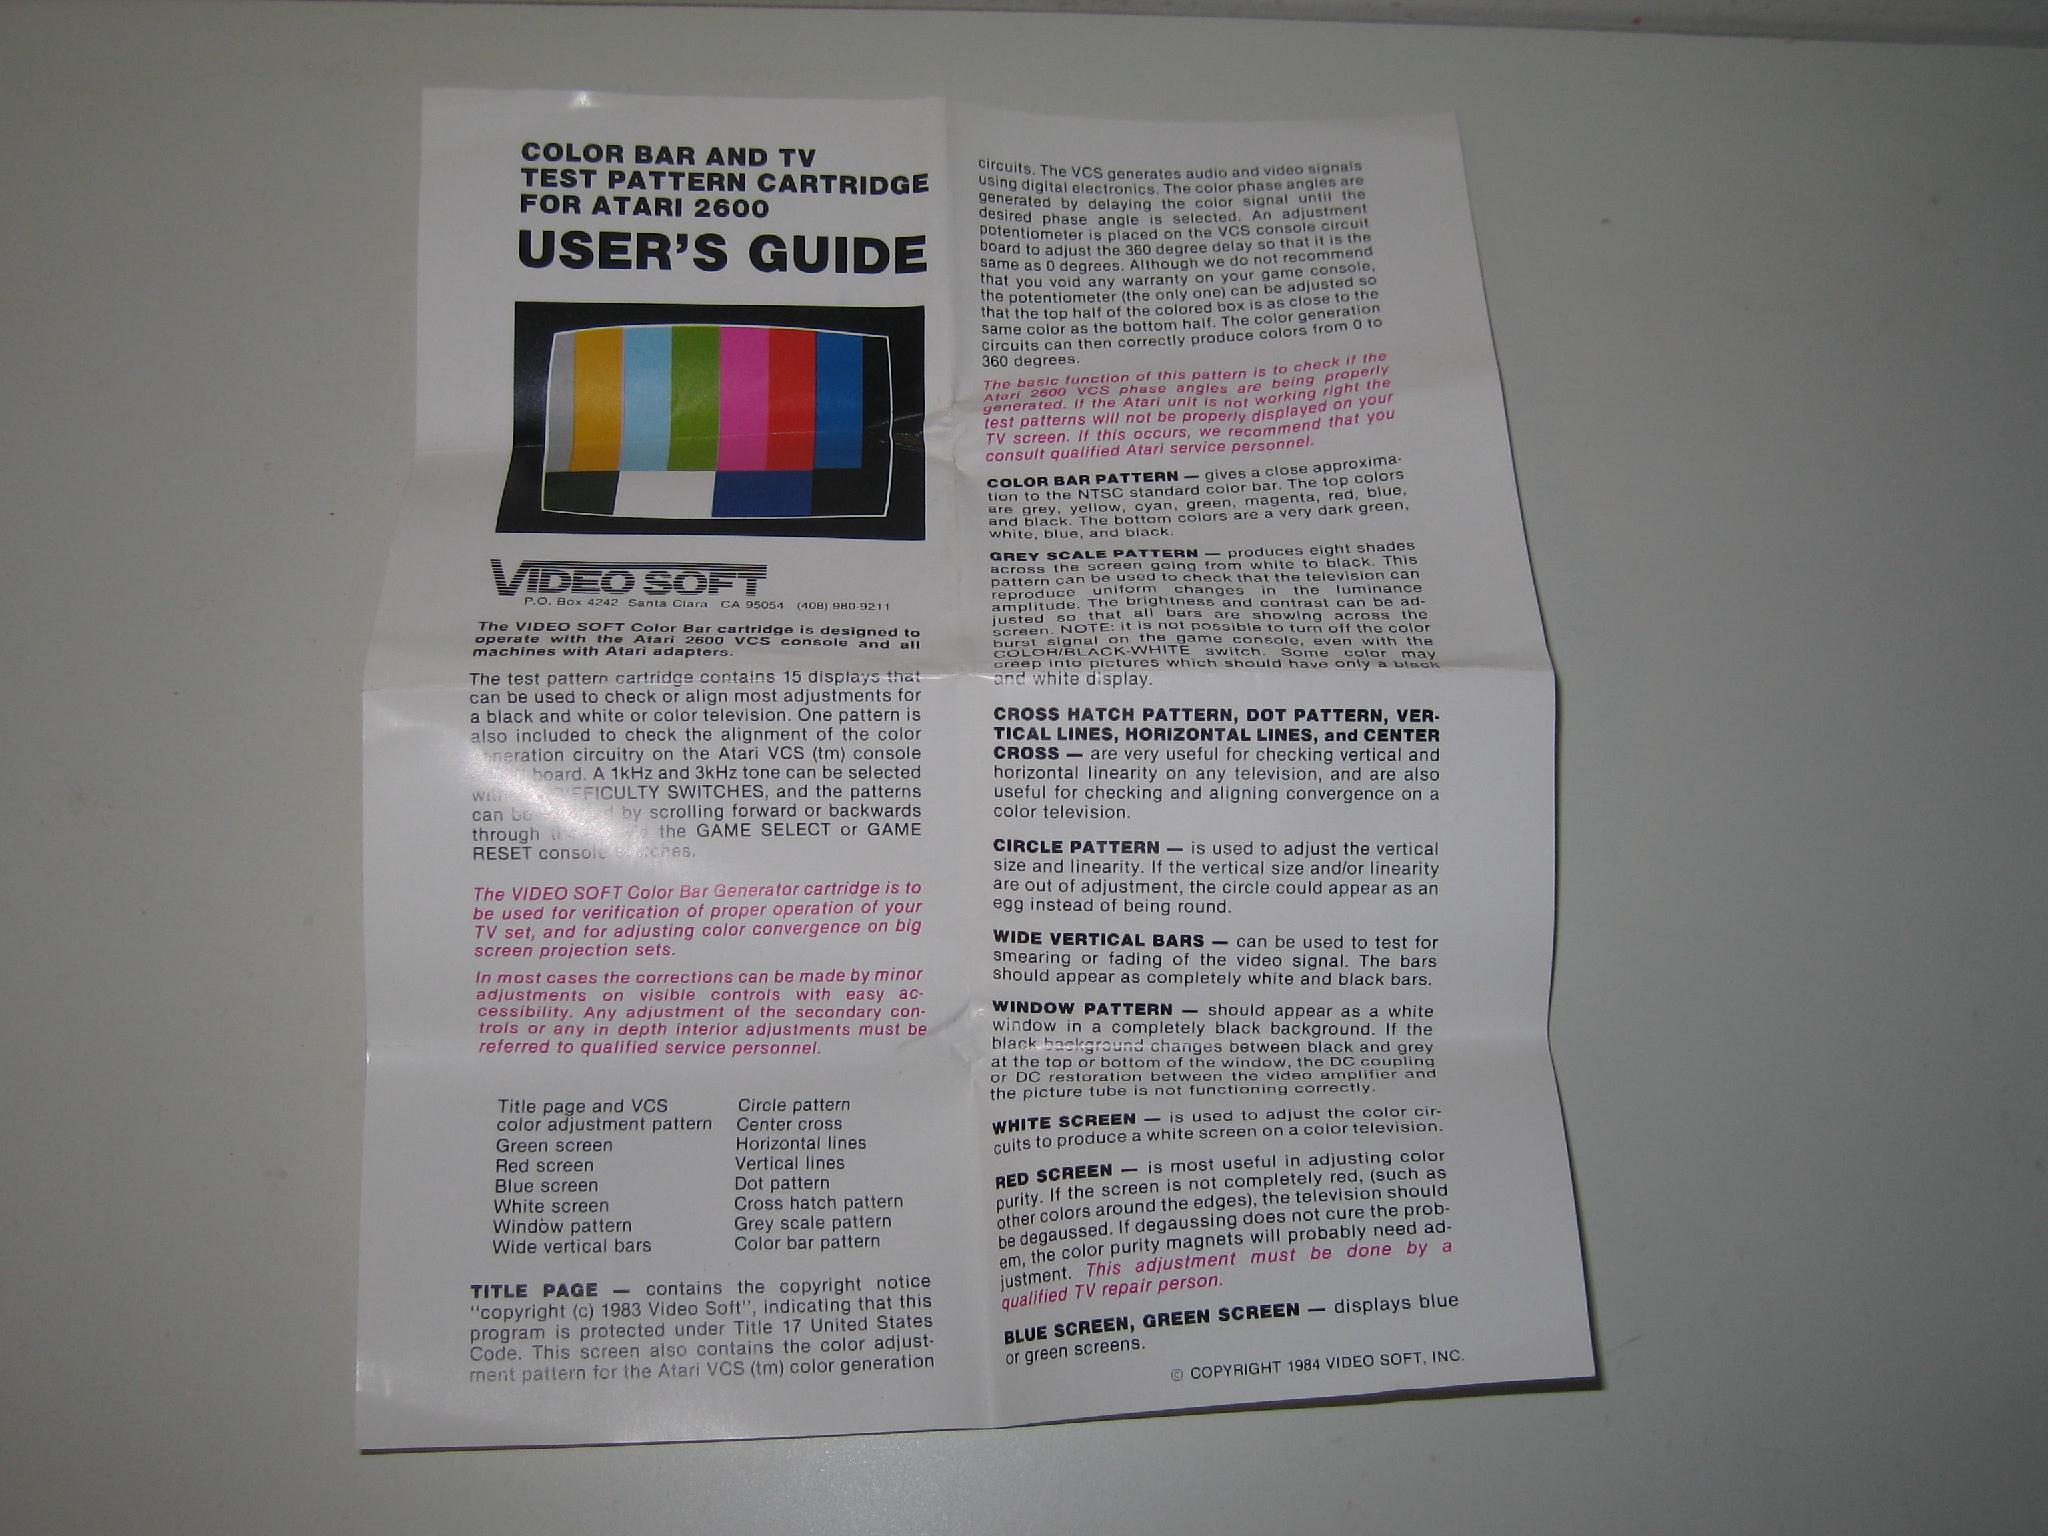 COLOR BAR AND TV
TEST PATTERN CARTRIDGE
FOR ATARI 2600
USER'S GUIDE
VIDEO SOFT
P.O. Box 4242 Santa Clara CA 95054 (408) 980-9211
The VIDEO SOFT Color Bar cartridge is designed to
operate with the Atari 2600 VCS console and all
machines with Atari adapters.
The test pattern cartridge contains 15 displays that
can be used to check or align most adjustments for
a black and white or color television. One pattern is
also included to check the alignment of the color
generation circuitry on the Atari VCS (tm) console
board. A 1kHz and 3kHz tone can be selected
DIFFICULTY SWITCHES, and the patterns
can be by scrolling forward or backwards
through the GAME SELECT or GAME
RESET console switches.
The VIDEO SOFT Color Bar Generator cartridge is to
be used for verification of proper operation of your
TV set, and for adjusting color convergence on big
screen projection sets.
In most cases the corrections can be made by minor
adjustments on visible controls with easy ac-
cessibility. Any adjustment of the secondary con-
trols or any in depth interior adjustments must be
referred to qualified service personnel.
Title page and VCS
color adjustment pattern
Green screen
Red screen
Blue screen
White screen
Window pattern
Wide vertical bars
Circle pattern
Center cross
Horizontal lines
Vertical lines
Dot pattern
Cross hatch pattern
Grey scale pattern
Color bar pattern
TITLE PAGE — contains the copyright notice
"copyright (c) 1983 Video Soft", indicating that this
program is protected under Title 17 United States
Code. This screen also contains the color adjust-
ment pattern for the Atari VCS (tm) color generation
circuits. The VCS generates audio and video signals
using digital electronics. The color phase angles are
generated by delaying the color signal until the
desired phase angle is selected. An adjustment
potentiometer is placed on the VCS console circuit
board to adjust the 360 degree delay so that it is the
same as 0 degrees. Although we do not recommend
that you void any warranty on your game console,
the potentiometer (the only one) can be adjusted so
that the top half of the colored box is as close to the
same color as the bottom half. The color generation
circuits can then correctly produce colors from 0 to
360 degrees.
The basic function of this pattern is to check if the
Atari 2600 VCS phase angles are being properly
generated. If the Atari unit is not working right the
test patterns will not be properly displayed on your
TV screen. If this occurs, we recommend that you
consult qualified Atari service personnel.
COLOR BAR PATTERN — gives a close approxima-
tion to the NTSC standard color bar. The top colors
are grey, yellow, cyan, green, magenta, red, blue,
and black. The bottom colors are a very dark green,
white, blue, and black.
GREY SCALE PATTERN — produces eight shades
across the screen going from white to black. This
pattern can be used to check that the television can
reproduce uniform changes in the luminance
amplitude. The brightness and contrast can be ad-
justed so that all bars are showing across the
screen. NOTE: it is not possible to turn off the color
burst signal on the game console, even with the
COLOR/BLACK-WHITE switch. Some color may
creep into pictures which should have only a black
and white display.
CROSS HATCH PATTERN, DOT PATTERN, VER-
TICAL LINES, HORIZONTAL LINES, and CENTER
CROSS — are very useful for checking vertical and
horizontal linearity on any television, and are also
useful for checking and aligning convergence on a
color television.
CIRCLE PATTERN — is used to adjust the vertical
size and linearity. If the vertical size and/or linearity
are out of adjustment, the circle could appear as an
egg instead of being round.
WIDE VERTICAL BARS — can be used to test for
smearing or fading of the video signal. The bars
should appear as completely white and black bars.
WINDOW PATTERN — should appear as a white
window in a completely black background. If the
black background changes between black and grey
at the top or bottom of the window, the DC coupling
or DC restoration between the video amplifier and
the picture tube is not functioning correctly.
WHITE SCREEN — is used to adjust the color cir-
cuits to produce a white screen on a color television.
RED SCREEN — is most useful in adjusting color
purity. If the screen is not completely red, (such as
other colors around the edges), the television should
be degaussed. If degaussing does not cure the prob-
em, the color purity magnets will probably need ad-
justment. This adjustment must be done by a
qualified TV repair person.
BLUE SCREEN, GREEN SCREEN — displays blue
or green screens.
© COPYRIGHT 1984 VIDEO SOFT, INC.